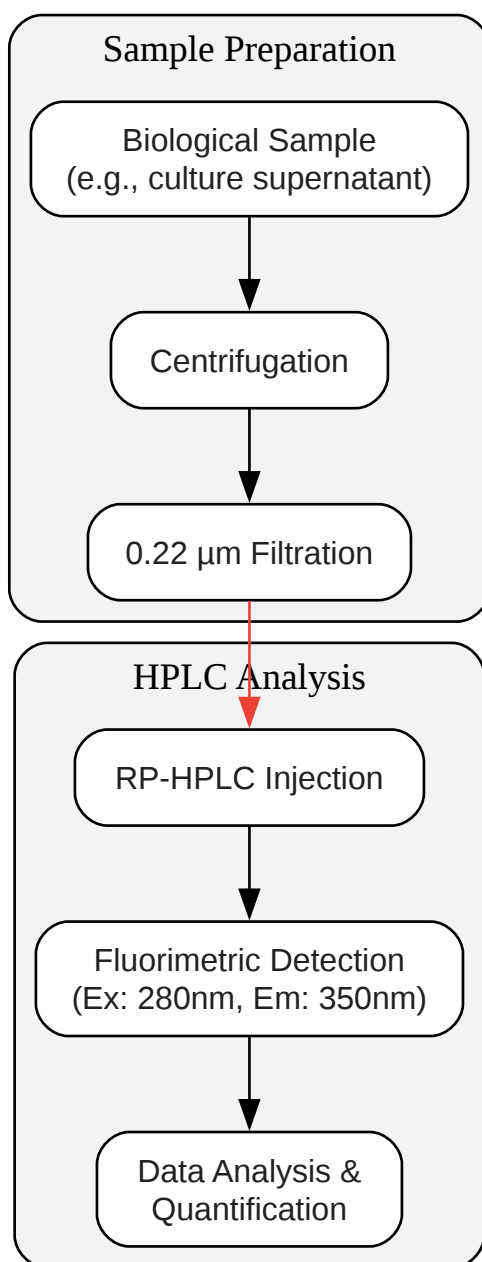 Sample Preparation
Biological Sample
(e.g., culture supernatant)
Centrifugation
0.22 µm Filtration
HPLC Analysis
RP-HPLC Injection
Fluorimetric Detection
(Ex: 280nm, Em: 350nm)
Data Analysis &
Quantification